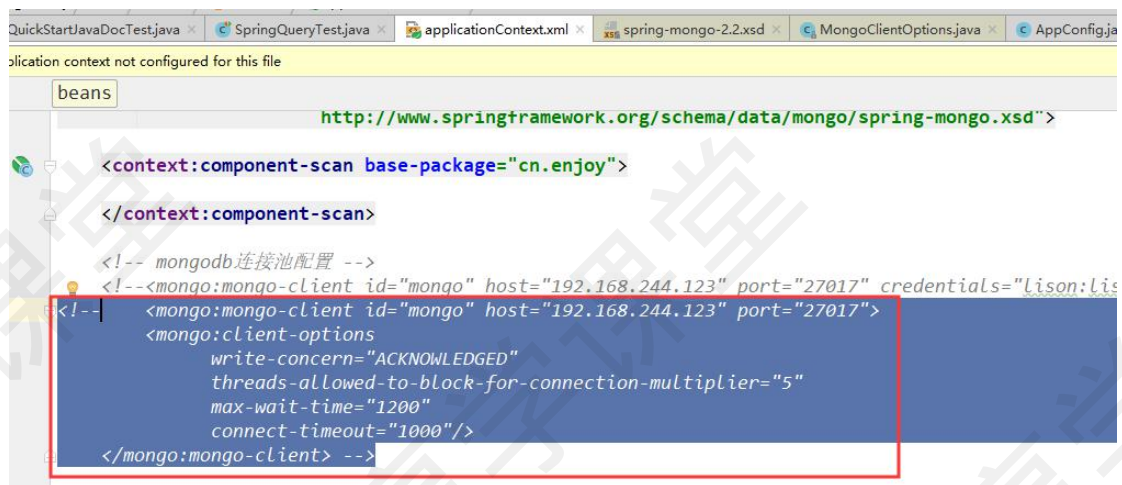 QuickStartJavaDocTest.java × SpringQueryTest.java × applicationContext.xml × spring-mongo-2.2.xsd × MongoClientOptions.java × AppConfig.ja
plication context not configured for this file
beans
http://www.springframework.org/schema/data/mongo/spring-mongo.xsd">
<context:component-scan base-package="cn.enjoy">
</context:component-scan>
<!-- mongodb连接池配置 -->
<!--<mongo:mongo-client id="mongo" host="192.168.244.123" port="27017" credentials="lison:lis
<!-- <mongo:mongo-client id="mongo" host="192.168.244.123" port="27017">
<mongo:client-options
write-concern="ACKNOWLEDGED"
threads-allowed-to-block-for-connection-multiplier="5"
max-wait-time="1200"
connect-timeout="1000"/>
</mongo:mongo-client> -->